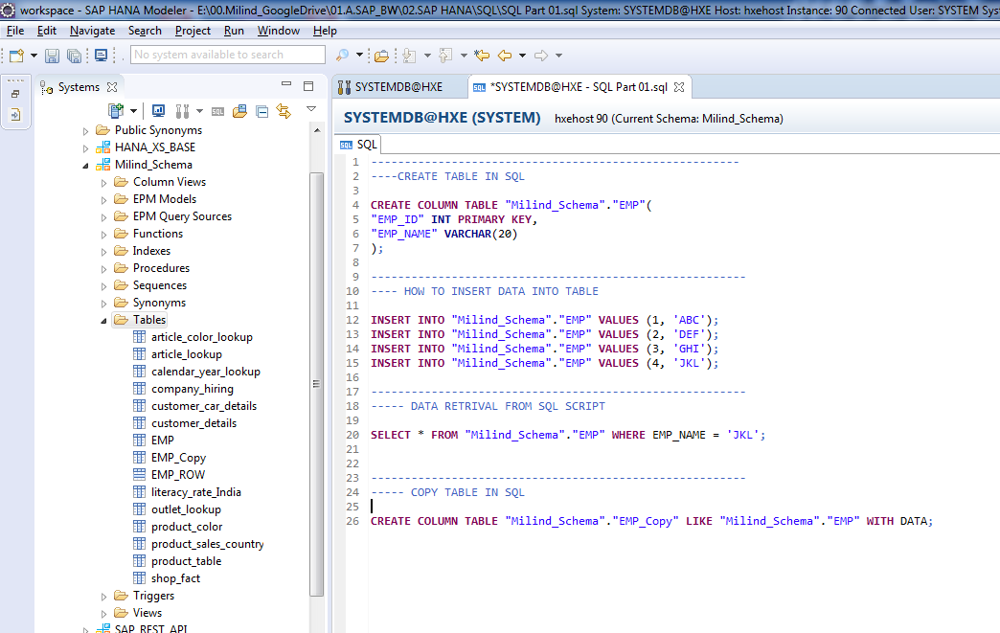 workspace - SAP HANA Modeler - E:\00.Milind_GoogleDrive\01.A.SAP_BW\02.SAP HANA\SQL\SQL Part 01.sql System: SYSTEMDB@HXE Host: hxehost Instance: 90 Connected User: SYSTEM Syst
File Edit Navigate Search Project Run Window Help
No system available to search
Systems
SYSTEMDB@HXE
*SYSTEMDB@HXE - SQL Part 01.sql
SYSTEMDB@HXE (SYSTEM) hxehost 90 (Current Schema: Milind_Schema)
SQL
Public Synonyms
HANA_XS_BASE
Milind_Schema
Column Views
EPM Models
EPM Query Sources
Functions
Indexes
Procedures
Sequences
Synonyms
Tables
article_color_lookup
article_lookup
calendar_year_lookup
company_hiring
customer_car_details
customer_details
EMP
EMP_Copy
EMP_ROW
literacy_rate_India
outlet_lookup
product_color
product_sales_country
product_table
shop_fact
Triggers
Views
SAP_REST_API
1 -------------------------------------------------------
2 ----CREATE TABLE IN SQL
3
4 CREATE COLUMN TABLE "Milind_Schema"."EMP"(
5 "EMP_ID" INT PRIMARY KEY,
6 "EMP_NAME" VARCHAR(20)
7 );
8
9 --------------------------------------------------------
10 ---- HOW TO INSERT DATA INTO TABLE
11
12 INSERT INTO "Milind_Schema"."EMP" VALUES (1, 'ABC');
13 INSERT INTO "Milind_Schema"."EMP" VALUES (2, 'DEF');
14 INSERT INTO "Milind_Schema"."EMP" VALUES (3, 'GHI');
15 INSERT INTO "Milind_Schema"."EMP" VALUES (4, 'JKL');
16
17 --------------------------------------------------------
18 ----- DATA RETRIVAL FROM SQL SCRIPT
19
20 SELECT * FROM "Milind_Schema"."EMP" WHERE EMP_NAME = 'JKL';
21
22
23 --------------------------------------------------------
24 ----- COPY TABLE IN SQL
25
26 CREATE COLUMN TABLE "Milind_Schema"."EMP_Copy" LIKE "Milind_Schema"."EMP" WITH DATA;